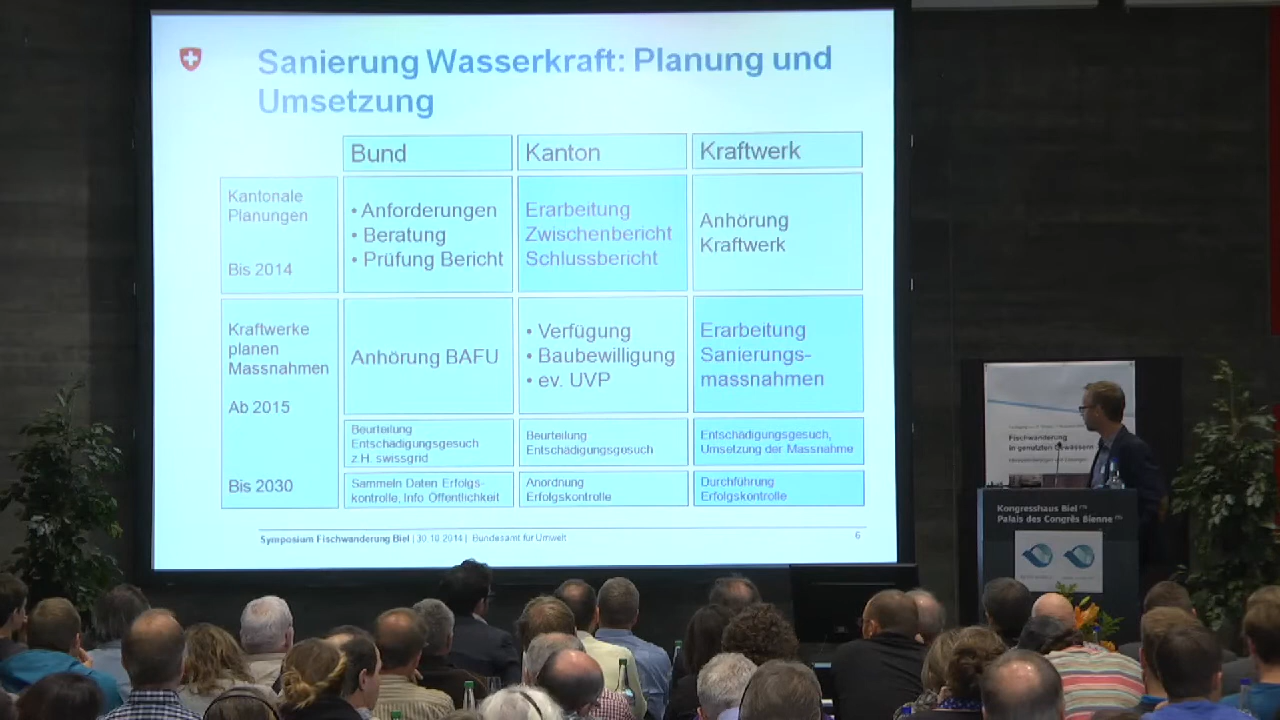 Sanierung Wasserkraft: Planung und
Umsetzung
Bund
Kanton
Kraftwerk
Kantonale
Planungen
Bis 2014
• Anforderungen
• Beratung
• Prüfung Bericht
Erarbeitung
Zwischenbericht
Schlussbericht
Anhörung
Kraftwerk
Kraftwerke
planen
Massnahmen
Ab 2015
Bis 2030
Anhörung BAFU
• Verfügung
• Baubewilligung
• ev. UVP
Erarbeitung
Sanierungs-
massnahmen
Beurteilung
Entschädigungsgesuch
z.H. swissgrid
Beurteilung
Entschädigungsgesuch
Entschädigungsgesuch,
Umsetzung der Massnahme
Sammeln Daten Erfolgs-
kontrolle, Info Öffentlichkeit
Anordnung
Erfolgskontrolle
Durchführung
Erfolgskontrolle
Symposium Fischwanderung Biel | 30.10.2014 | Bundesamt für Umwelt
6
Fischwanderung
in genutzten Gewässern
Kongresshaus Biel
Palais des Congrès Bienne